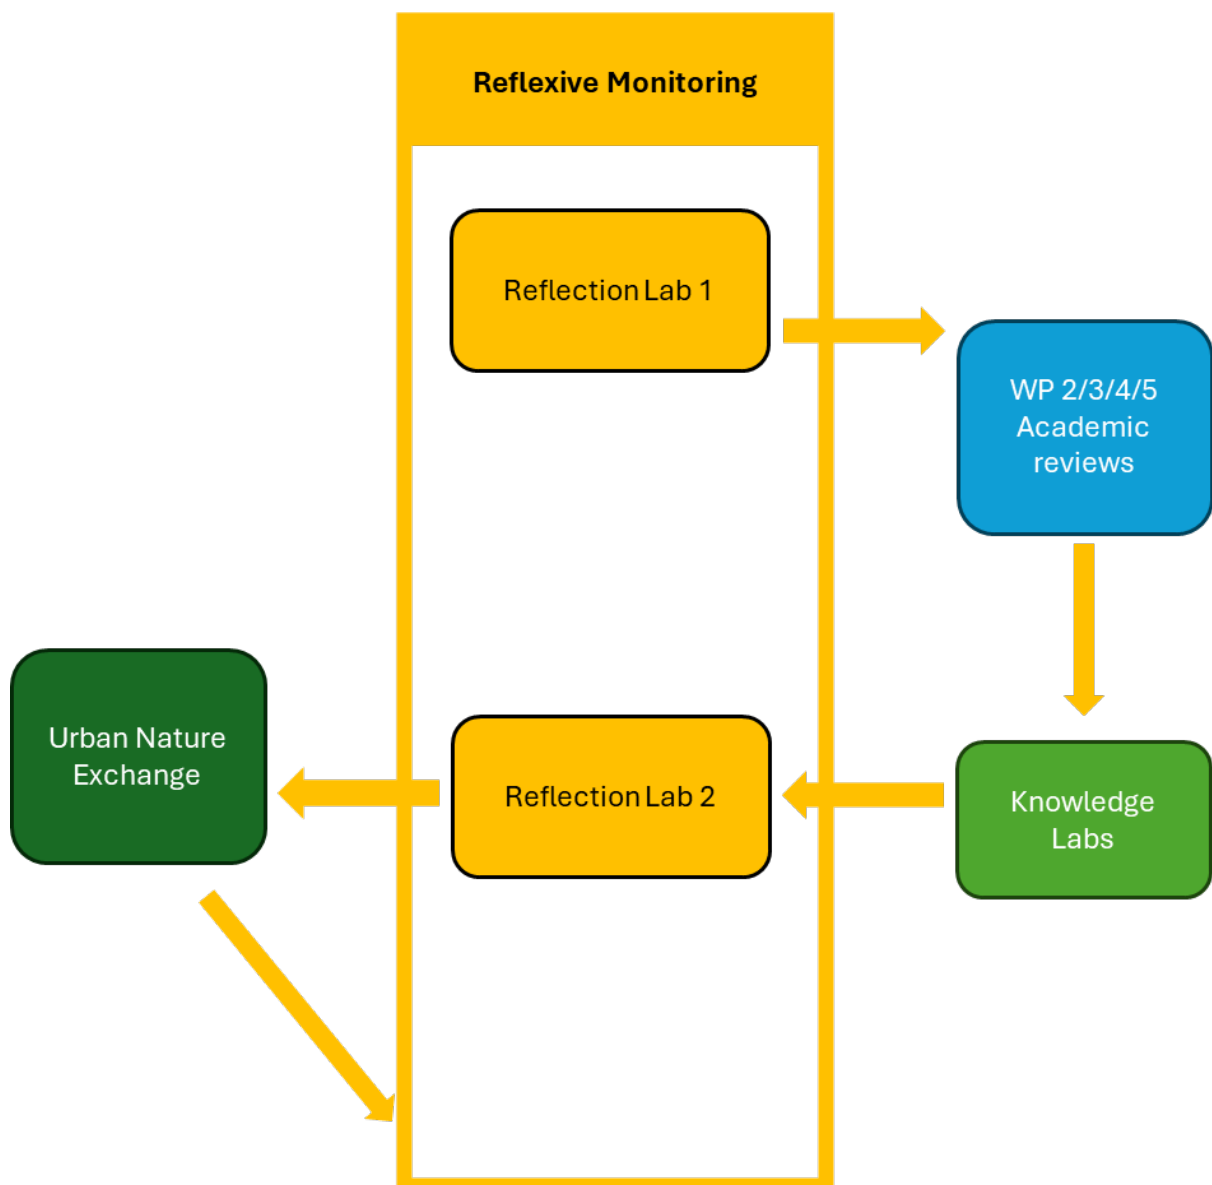 Reflexive Monitoring
Reflection Lab 1
WP 2/3/4/5
Academic
reviews
Urban Nature
Exchange
Reflection Lab 2
Knowledge
Labs